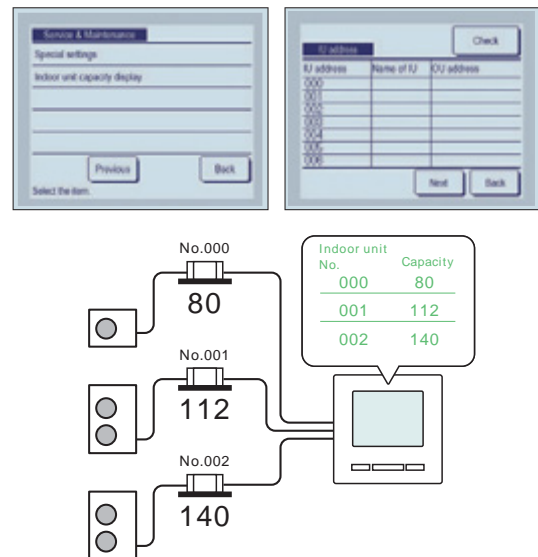 Service & Maintenance
Special settings
Indoor unit capacity display
Previous
Back
Select the item.
Check
IU address
IU address Name of IU OU address
000
001
002
003
004
005
006
Next Back
No.000
80
No.001
112
No.002
140
Indoor unit
No. Capacity
000 80
001 112
002 140